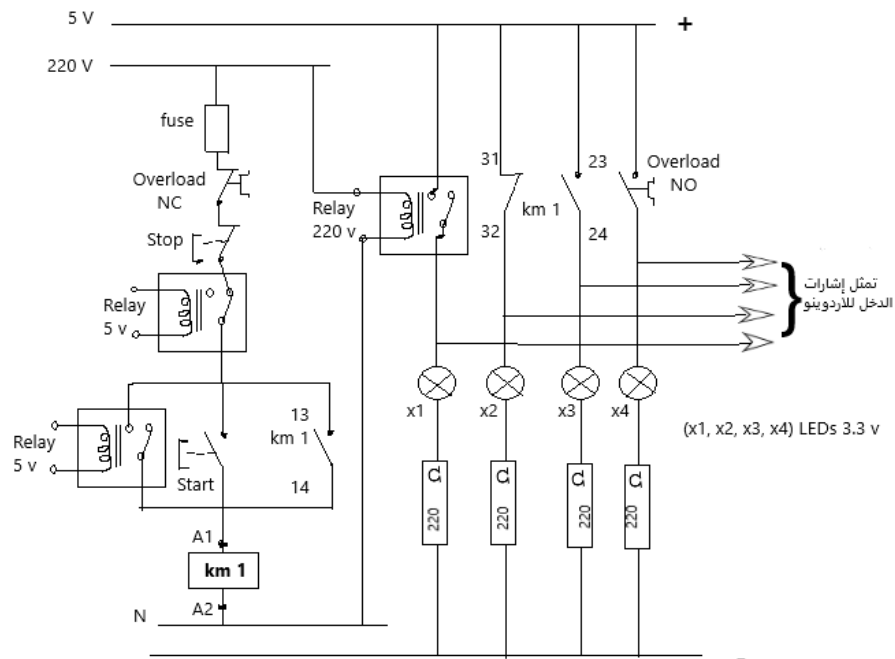 5 V
+
220 V
fuse
Overload
NC
Stop
Relay
5 v
Relay
5 v
13
km 1
14
Start
A1
km 1
A2
N
Relay
220 v
31
32
km 1
23
24
Overload
NO
تمثل إشارات
الدخل للاردوينو
x1
x2
x3
x4
(x1, x2, x3, x4) LEDs 3.3 v
Ω
220
Ω
220
Ω
220
Ω
220
-